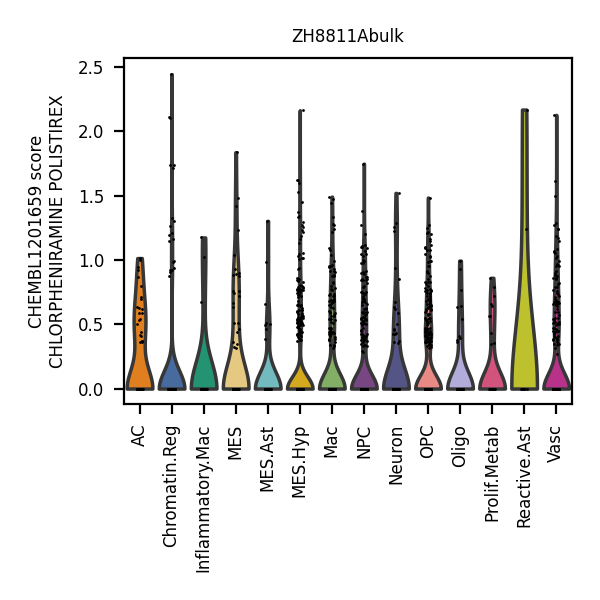 ZH8811Abulk
CHEMBL1201659 score
CHLORPHENIRAMINE POLISTIREX
2.5
2.0
1.5
1.0
0.5
0.0
AC
Chromatin.Reg
Inflammatory.Mac
MES
MES.Ast
MES.Hyp
Mac
NPC
Neuron
OPC
Oligo
Prolif.Metab
Reactive.Ast
Vasc